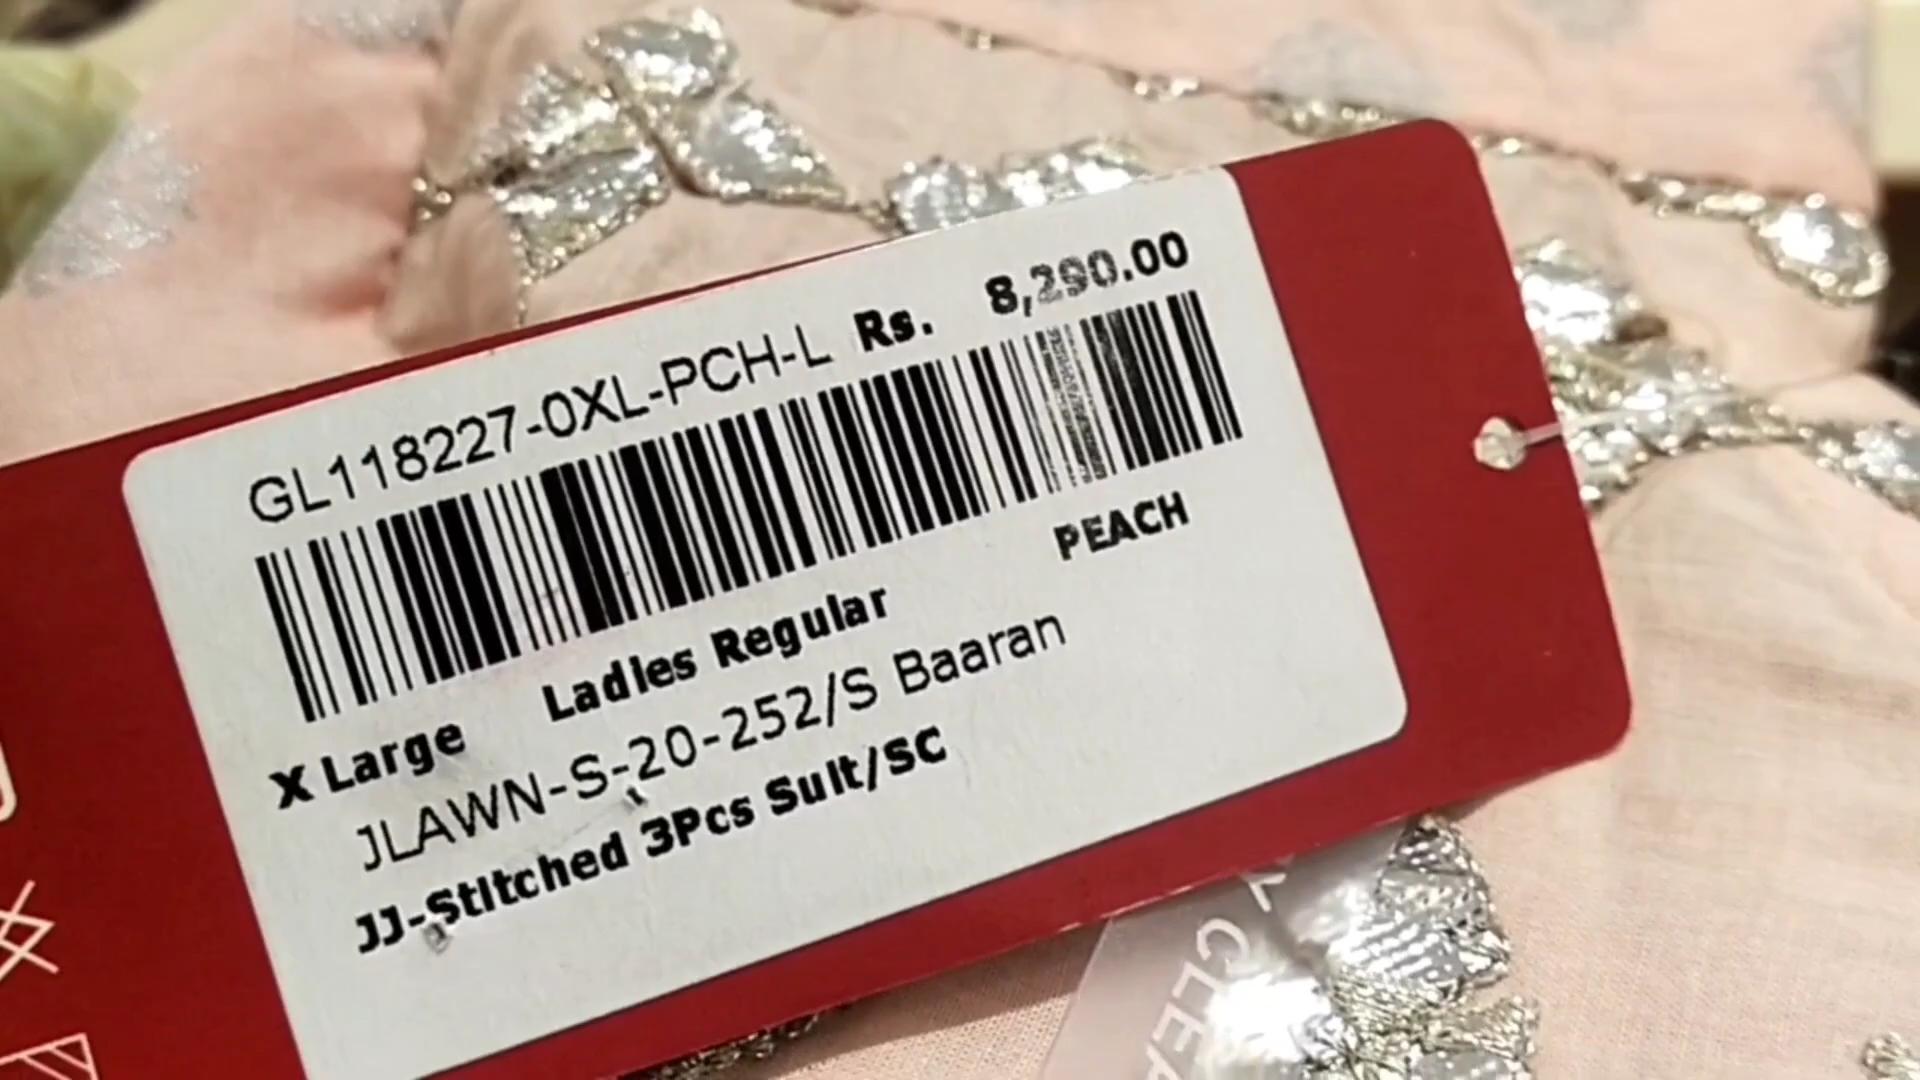 GL118227-0XL-PCH-L Rs. 8,290.00
PEACH
X Large Ladies Regular
JLAWN-S-20-252/S Baaran
JJ-Stitched 3Pcs Suit/SC